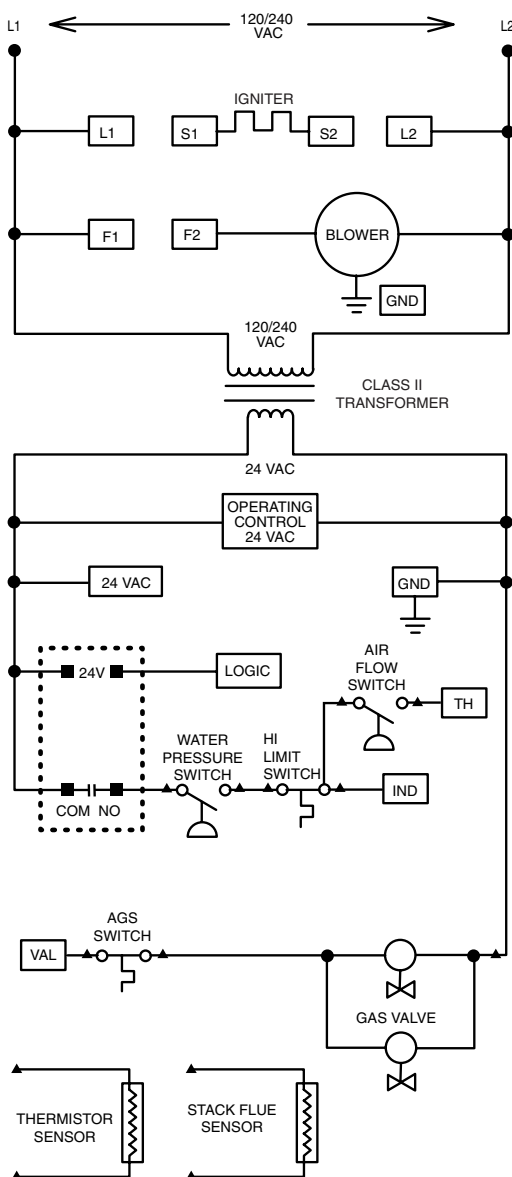 L1
120/240
VAC
L2
IGNITER
L1
S1
S2
L2
F1
F2
BLOWER
GND
120/240
VAC
CLASS II
TRANSFORMER
24 VAC
OPERATING
CONTROL
24 VAC
24 VAC
GND
24V
LOGIC
AIR
FLOW
SWITCH
TH
WATER
PRESSURE
SWITCH
HI
LIMIT
SWITCH
COM NO
IND
AGS
SWITCH
VAL
GAS VALVE
THERMISTOR
SENSOR
STACK FLUE
SENSOR